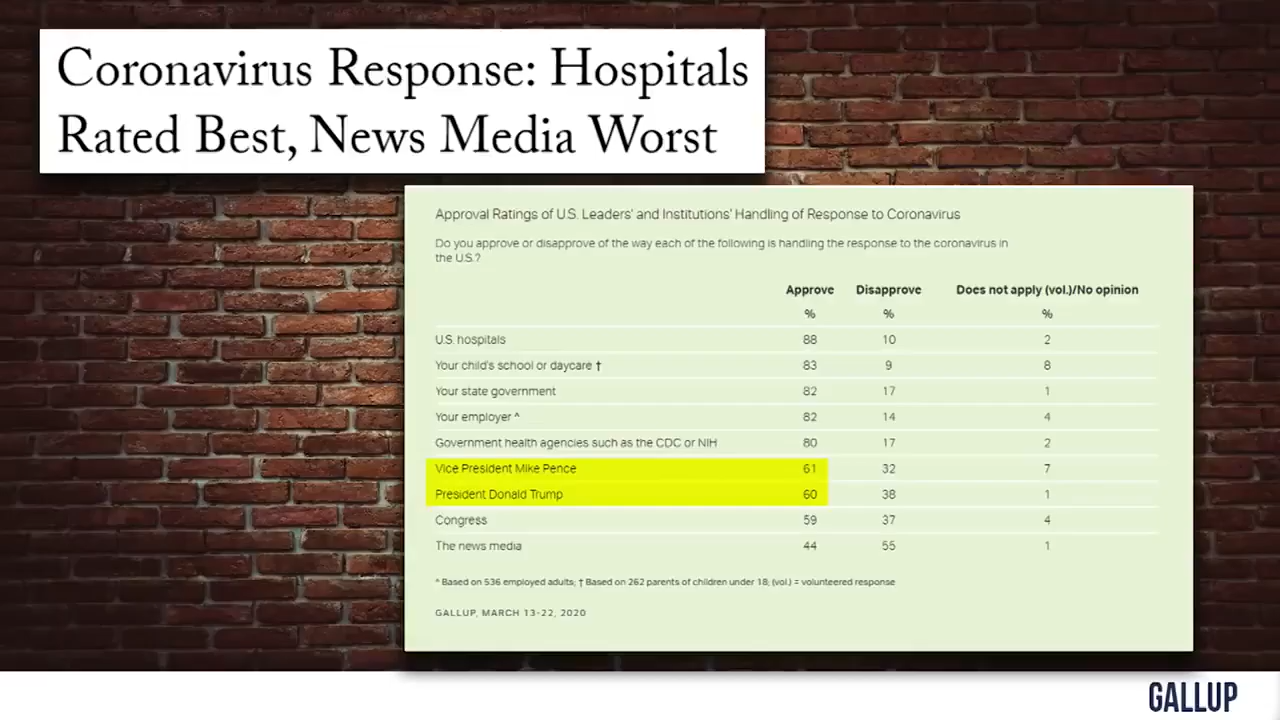 Coronavirus Response: Hospitals
Rated Best, News Media Worst
Approval Ratings of U.S. Leaders' and Institutions' Handling of Response to Coronavirus
Do you approve or disapprove of the way each of the following is handling the response to the coronavirus in
the U.S.?
Approve Disapprove Does not apply (vol.)/No opinion
% % %
U.S. hospitals 88 10 2
Your child's school or daycare † 83 9 8
Your state government 82 17 1
Your employer ^ 82 14 4
Government health agencies such as the CDC or NIH 80 17 2
Vice President Mike Pence 61 32 7
President Donald Trump 60 38 1
Congress 59 37 4
The news media 44 55 1
^ Based on 536 employed adults; † Based on 262 parents of children under 18; (vol.) = volunteered response
GALLUP, MARCH 13-22, 2020
GALLUP